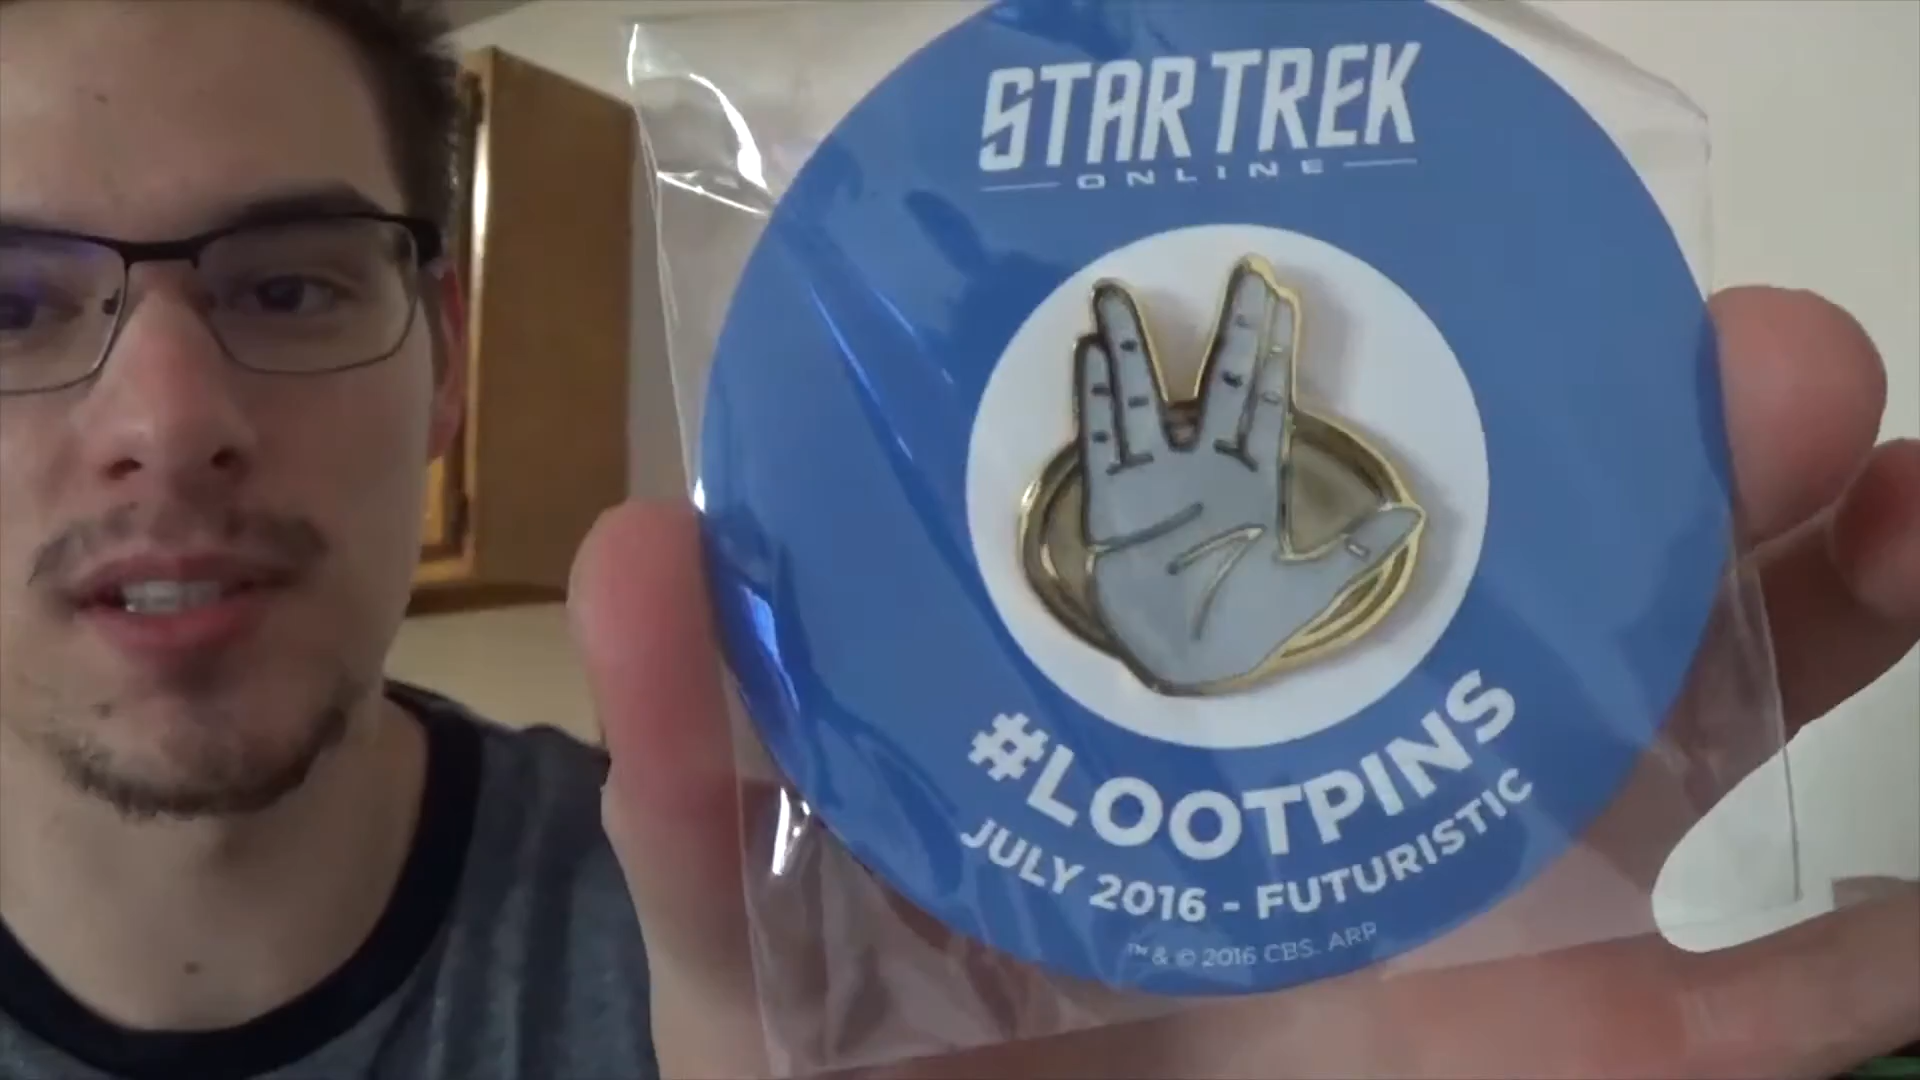 STAR TREK
ONLINE
#LOOTPINS
JULY 2016 - FUTURISTIC
™ & © 2016 CBS. ARP